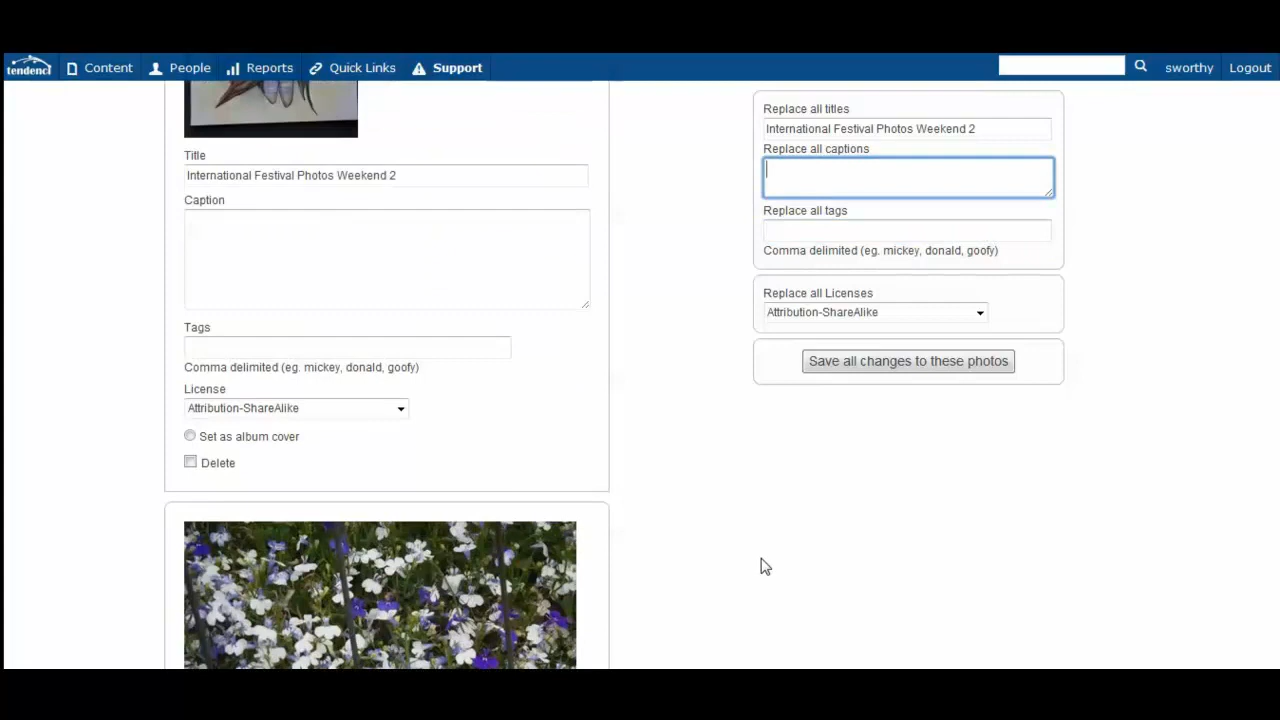 tendenci Content People Reports Quick Links Support sworthy Logout
Title
International Festival Photos Weekend 2
Caption
Tags
Comma delimited (eg. mickey, donald, goofy)
License
Attribution-ShareAlike
Set as album cover
Delete
Replace all titles
International Festival Photos Weekend 2
Replace all captions
Replace all tags
Comma delimited (eg. mickey, donald, goofy)
Replace all Licenses
Attribution-ShareAlike
Save all changes to these photos